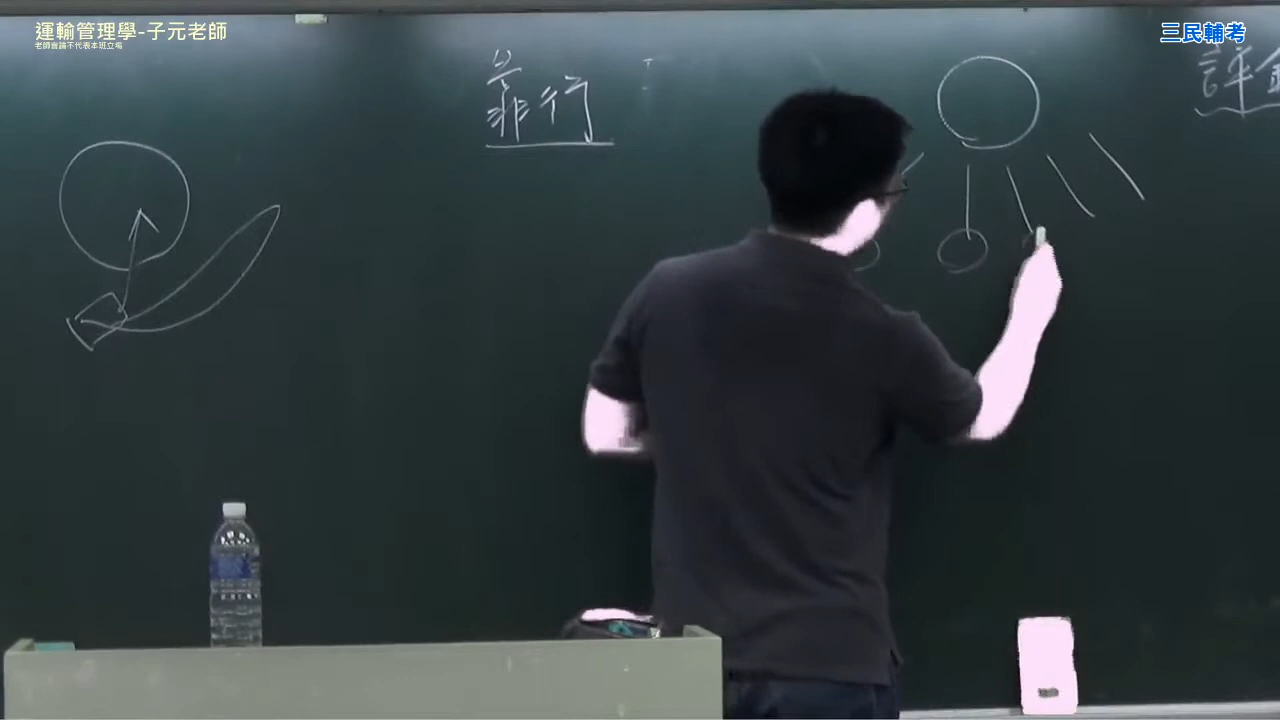 運輸管理學-子元老師
老師言論不代表本班立場
三民輔考
靠行
評